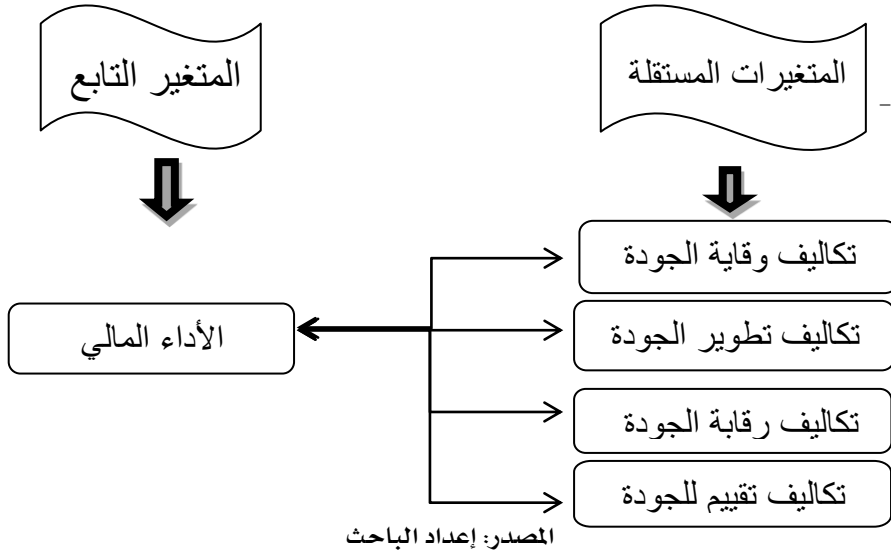 المتغيرات المستقلة
المتغير التابع
تكاليف وقاية الجودة
تكاليف تطوير الجودة
الأداء المالي
تكاليف رقابة الجودة
تكاليف تقييم للجودة
المصدر: إعداد الباحث